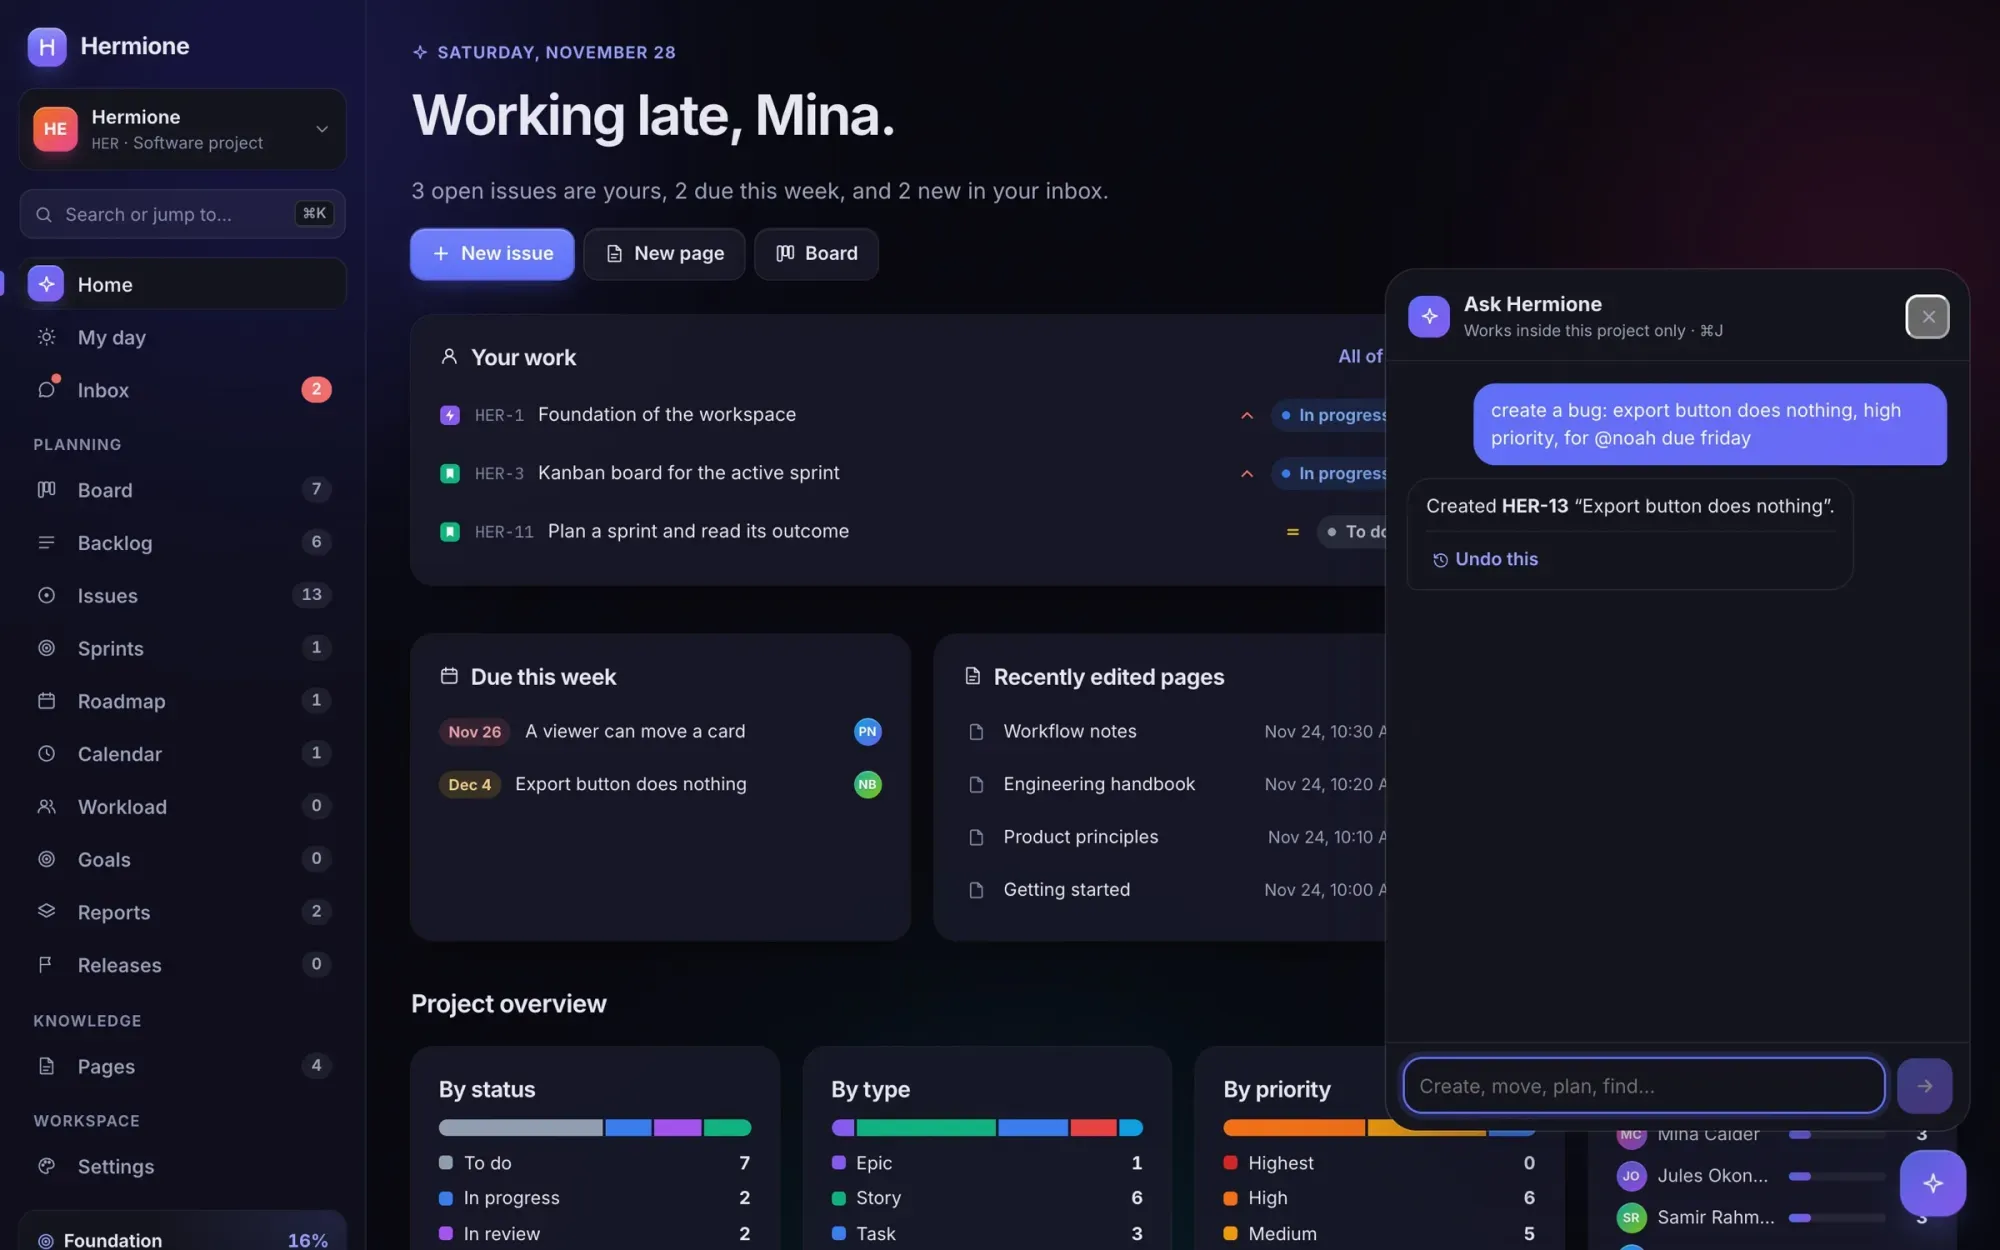 H Hermione
HE
Hermione
HER · Software project
Search or jump to... ⌘K
Home
My day
Inbox 2
PLANNING
Board 7
Backlog 6
Issues 13
Sprints 1
Roadmap 1
Calendar 1
Workload 0
Goals 0
Reports 2
Releases 0
KNOWLEDGE
Pages 4
WORKSPACE
Settings
Foundation 16%
SATURDAY, NOVEMBER 28
Working late, Mina.
3 open issues are yours, 2 due this week, and 2 new in your inbox.
+ New issue
New page
Board
Your work All of
HER-1 Foundation of the workspace In progress
HER-3 Kanban board for the active sprint In progress
HER-11 Plan a sprint and read its outcome = To do
Due this week
Nov 26 A viewer can move a card PN
Dec 4 Export button does nothing NB
Recently edited pages
Workflow notes Nov 24, 10:30 A
Engineering handbook Nov 24, 10:20 A
Product principles Nov 24, 10:10 A
Getting started Nov 24, 10:00 A
Project overview
By status
To do 7
In progress 2
In review 2
By type
Epic 1
Story 6
Task 3
By priority
Highest 0
High 6
Medium 5
MC Mina Calder 3
JO Jules Okon...
SR Samir Rahm... 3
Ask Hermione
Works inside this project only · ⌘J
create a bug: export button does nothing, high
priority, for @noah due friday
Created HER-13 “Export button does nothing”.
Undo this
Create, move, plan, find...